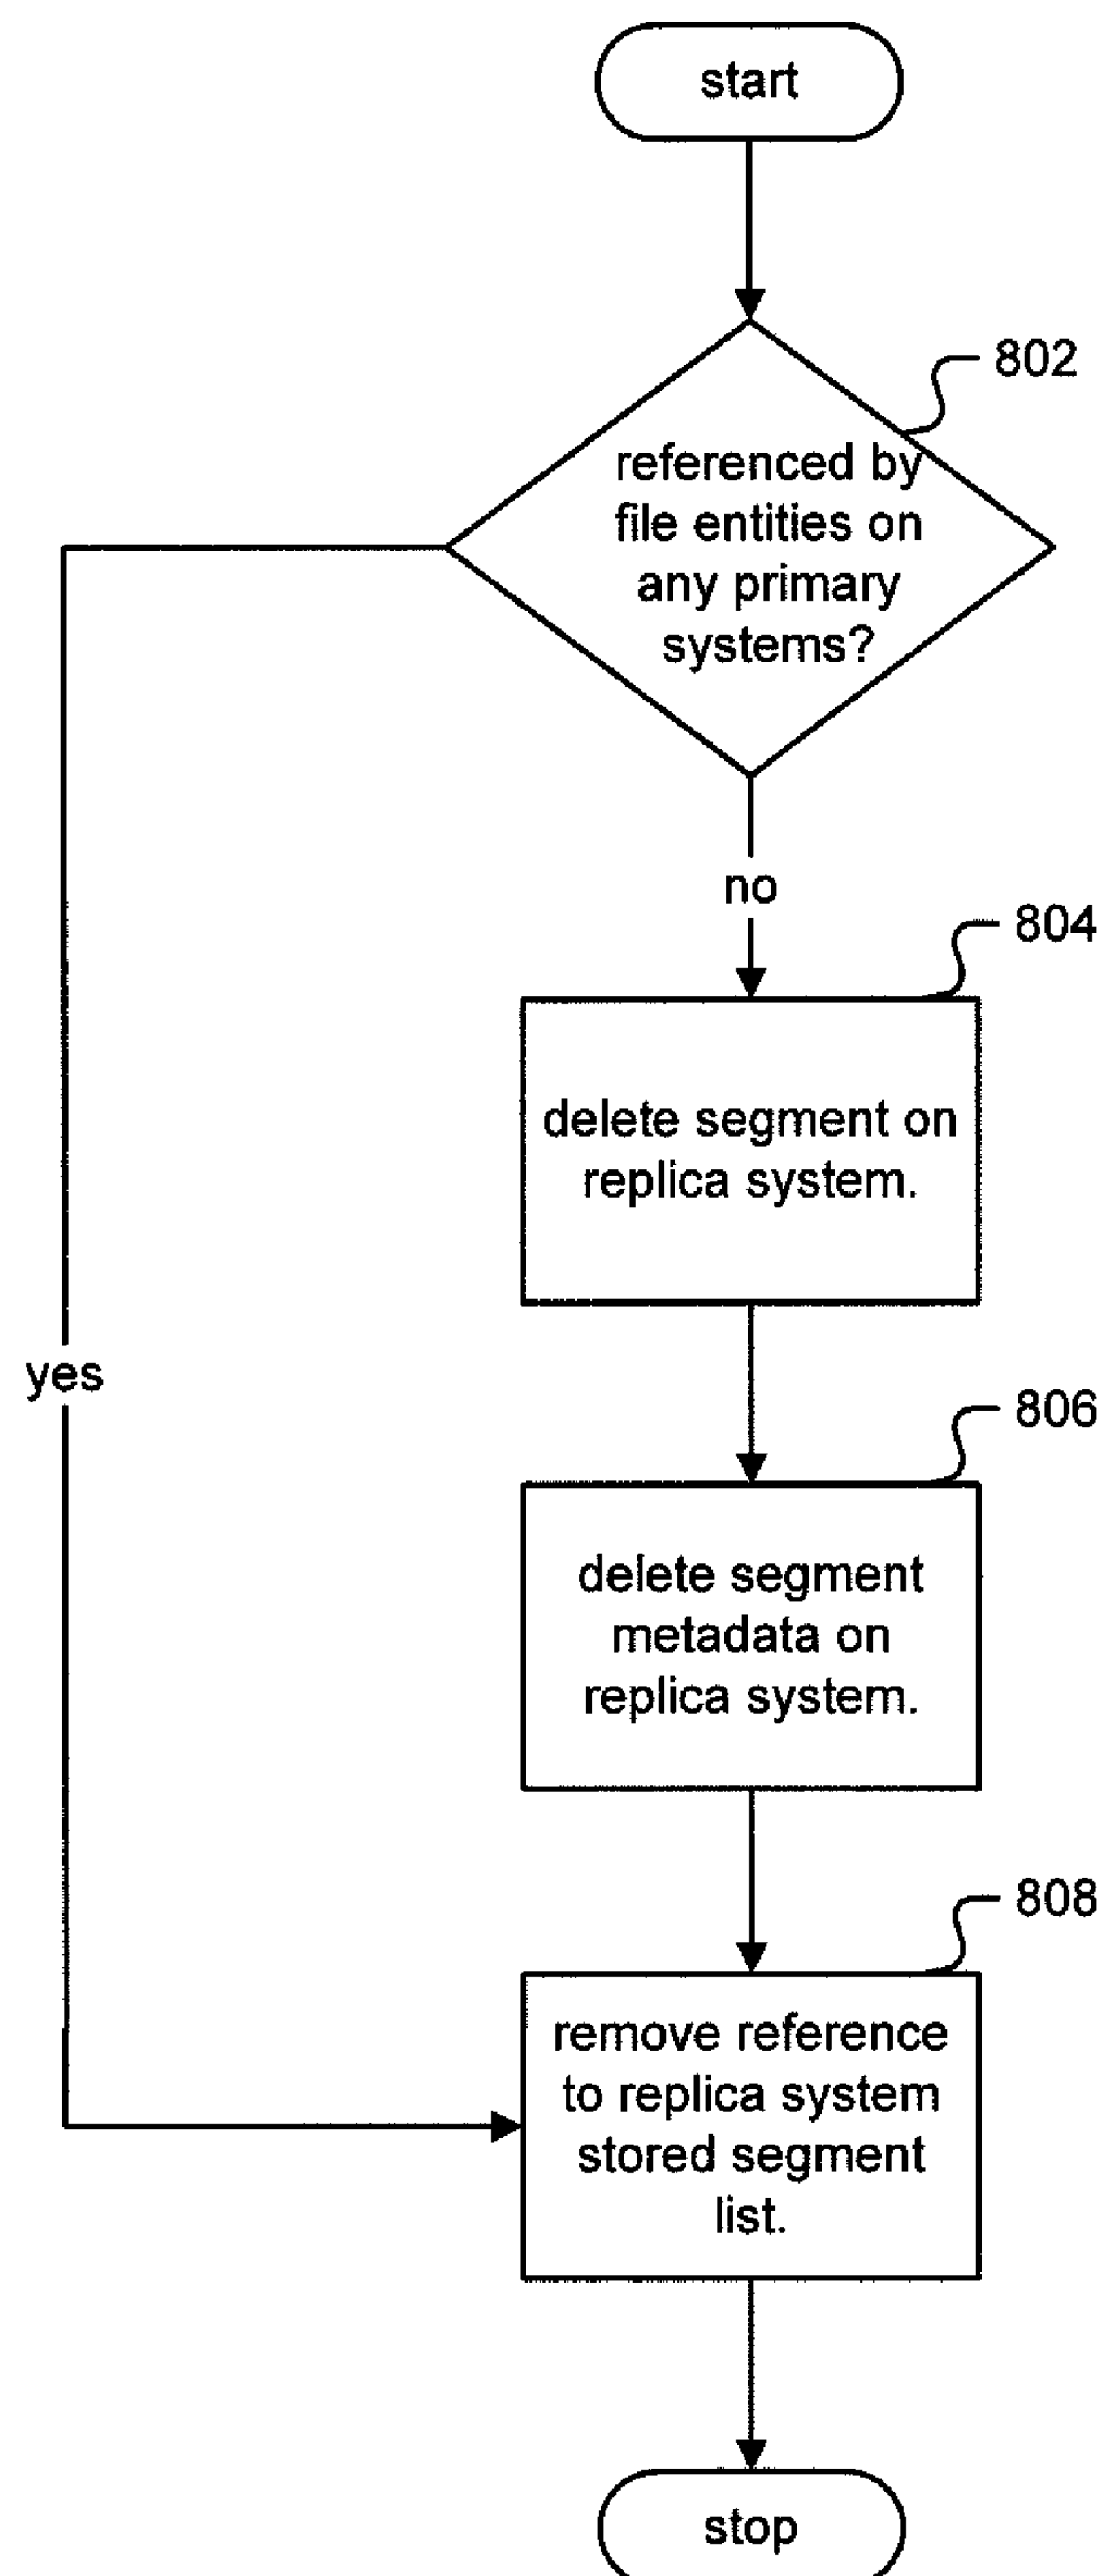 start
802
referenced by
file entities on
any primary
systems?
no
804
delete segment on
replica system.
yes
806
delete segment
metadata on
replica system.
808
remove reference
to replica system
stored segment
list.
stop